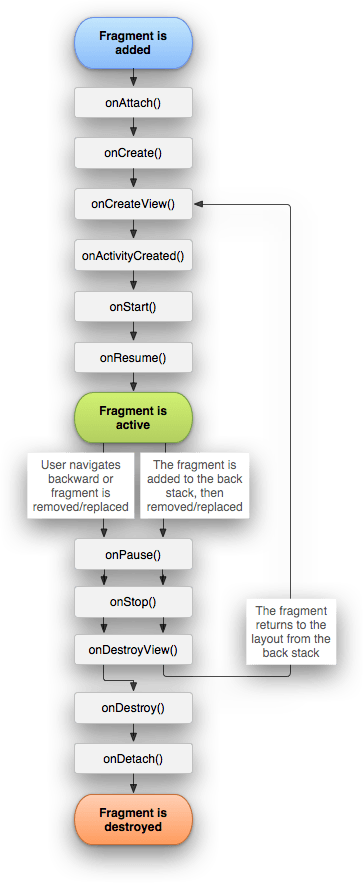 Fragment is
added
onAttach()
onCreate()
onCreateView()
onActivityCreated()
onStart()
onResume()
Fragment is
active
User navigates
backward or
fragment is
removed/replaced
The fragment is
added to the back
stack, then
removed/replaced
onPause()
onStop()
onDestroyView()
The fragment
returns to the
layout from the
back stack
onDestroy()
onDetach()
Fragment is
destroyed